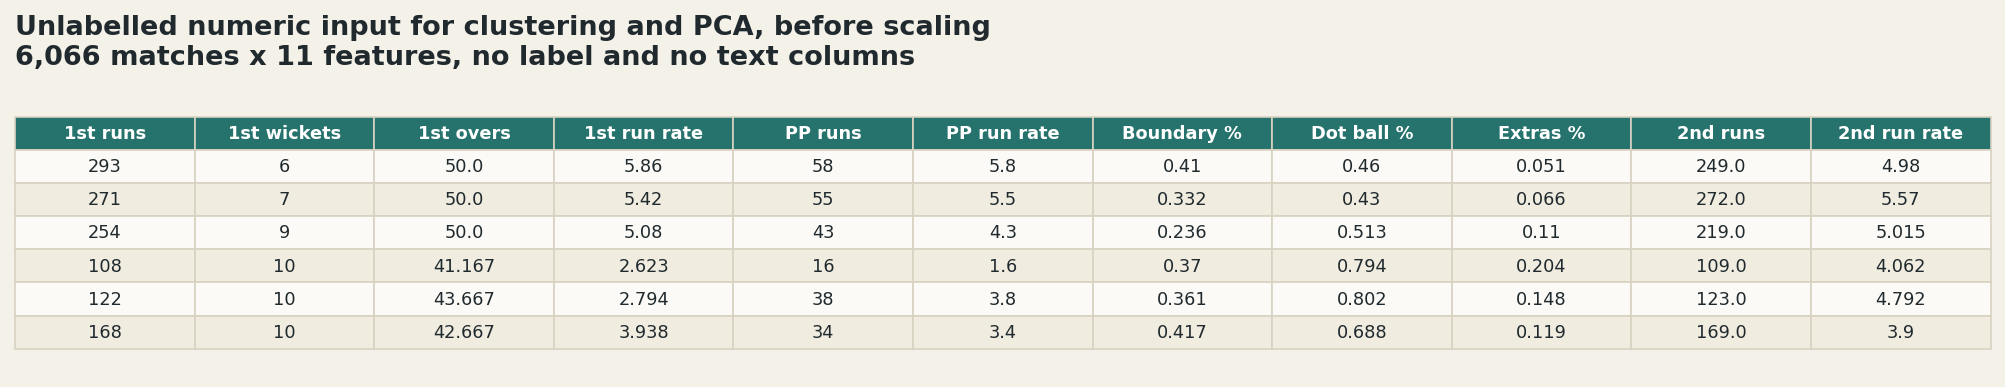 Unlabelled numeric input for clustering and PCA, before scaling
6,066 matches x 11 features, no label and no text columns
1st runs 1st wickets 1st overs 1st run rate PP runs PP run rate Boundary % Dot ball % Extras % 2nd runs 2nd run rate
293 6 50.0 5.86 58 5.8 0.41 0.46 0.051 249.0 4.98
271 7 50.0 5.42 55 5.5 0.332 0.43 0.066 272.0 5.57
254 9 50.0 5.08 43 4.3 0.236 0.513 0.11 219.0 5.015
108 10 41.167 2.623 16 1.6 0.37 0.794 0.204 109.0 4.062
122 10 43.667 2.794 38 3.8 0.361 0.802 0.148 123.0 4.792
168 10 42.667 3.938 34 3.4 0.417 0.688 0.119 169.0 3.9